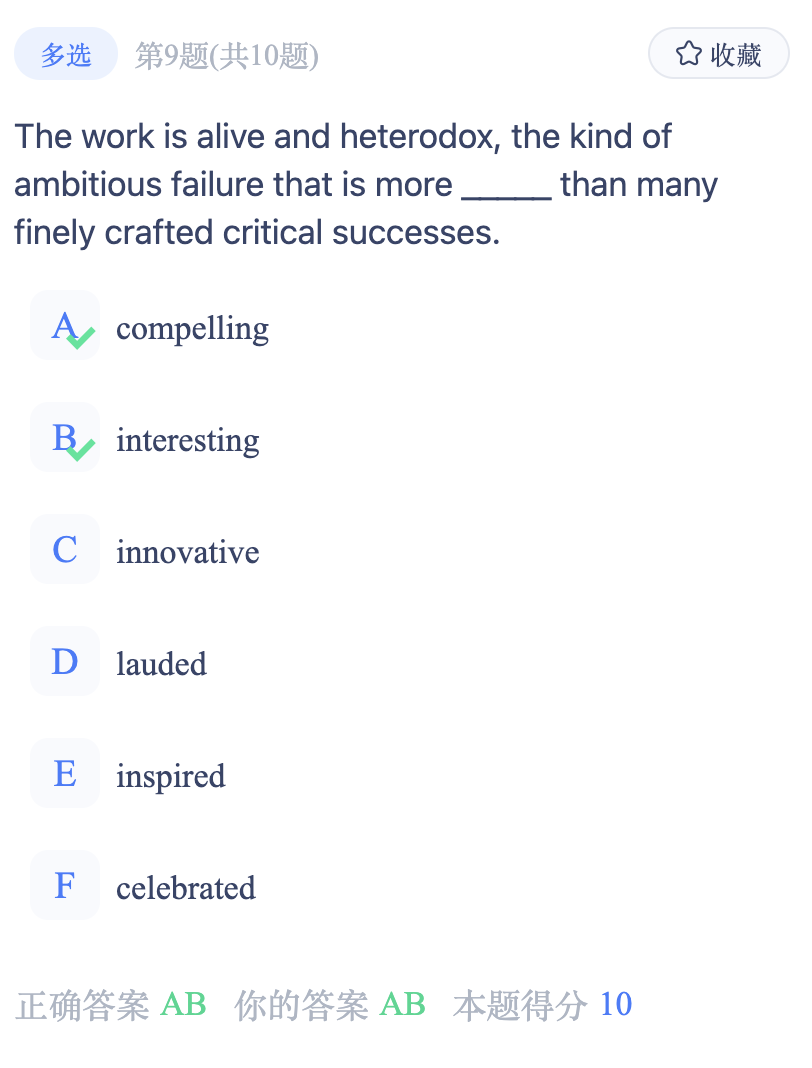 多选 第9题(共10题) 收藏
The work is alive and heterodox, the kind of
ambitious failure that is more _____ than many
finely crafted critical successes.
A compelling
B interesting
C innovative
D lauded
E inspired
F celebrated
正确答案 AB 你的答案 AB 本题得分 10